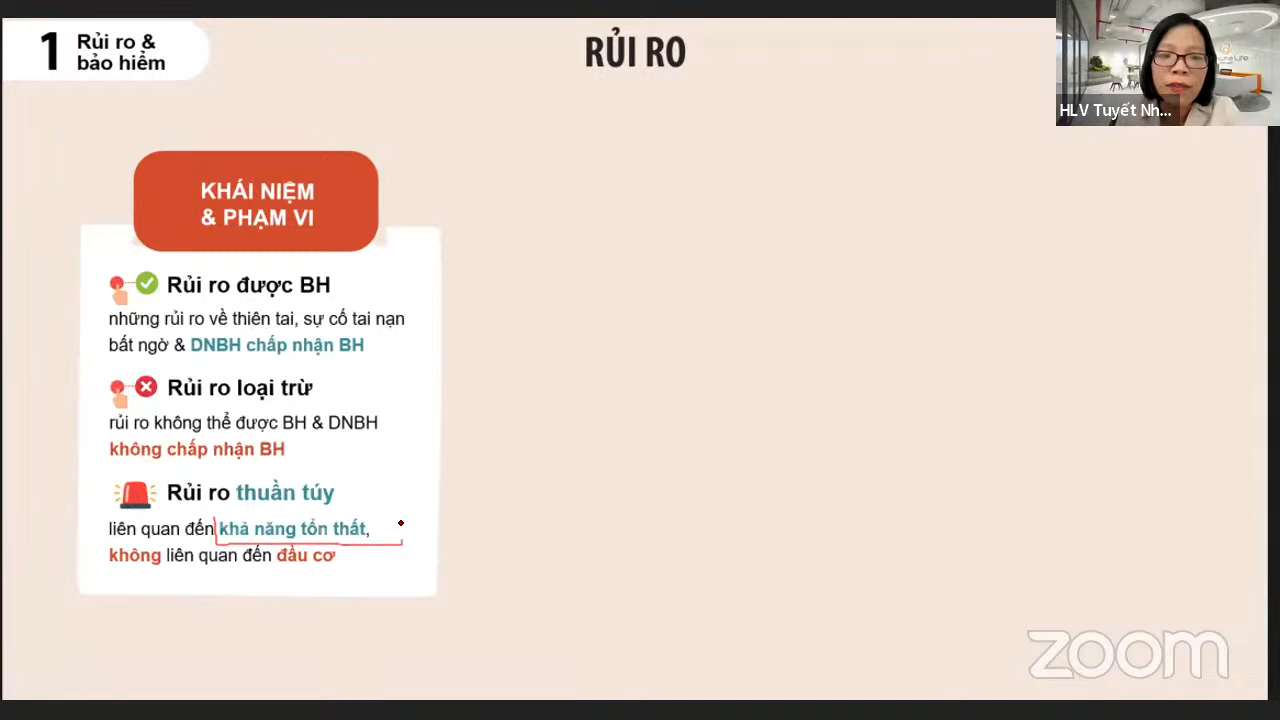 1
Rủi ro &
bảo hiểm
RỦI RO
HLV Tuyết Nh...
KHÁI NIỆM
& PHẠM VI
Rủi ro được BH
những rủi ro về thiên tai, sự cố tai nạn
bất ngờ & DNBH chấp nhận BH
Rủi ro loại trừ
rủi ro không thể được BH & DNBH
không chấp nhận BH
Rủi ro thuần túy
liên quan đến khả năng tổn thất,
không liên quan đến đầu cơ
zoom